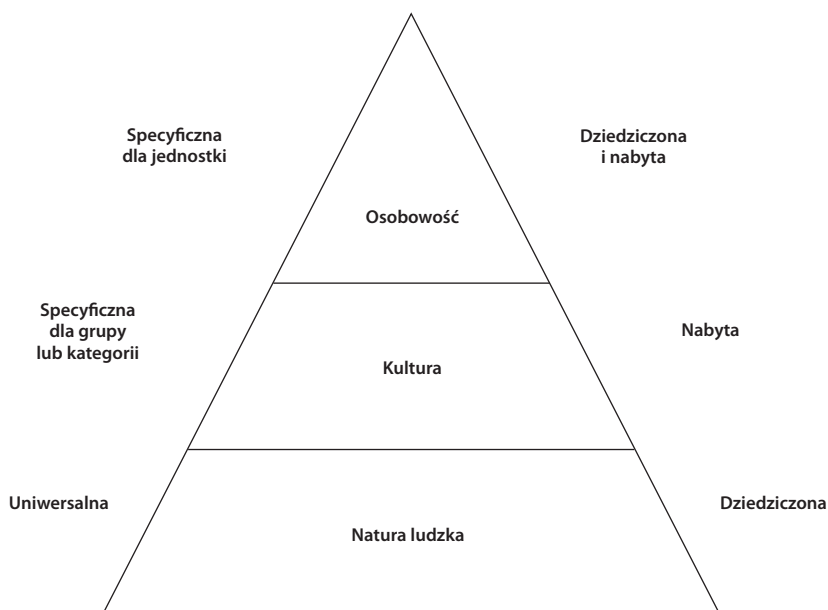 Specyficzna
dla jednostki
Dziedziczona
i nabyta
Osobowość
Specyficzna
dla grupy
lub kategorii
Nabyta
Kultura
Uniwersalna
Dziedziczona
Natura ludzka